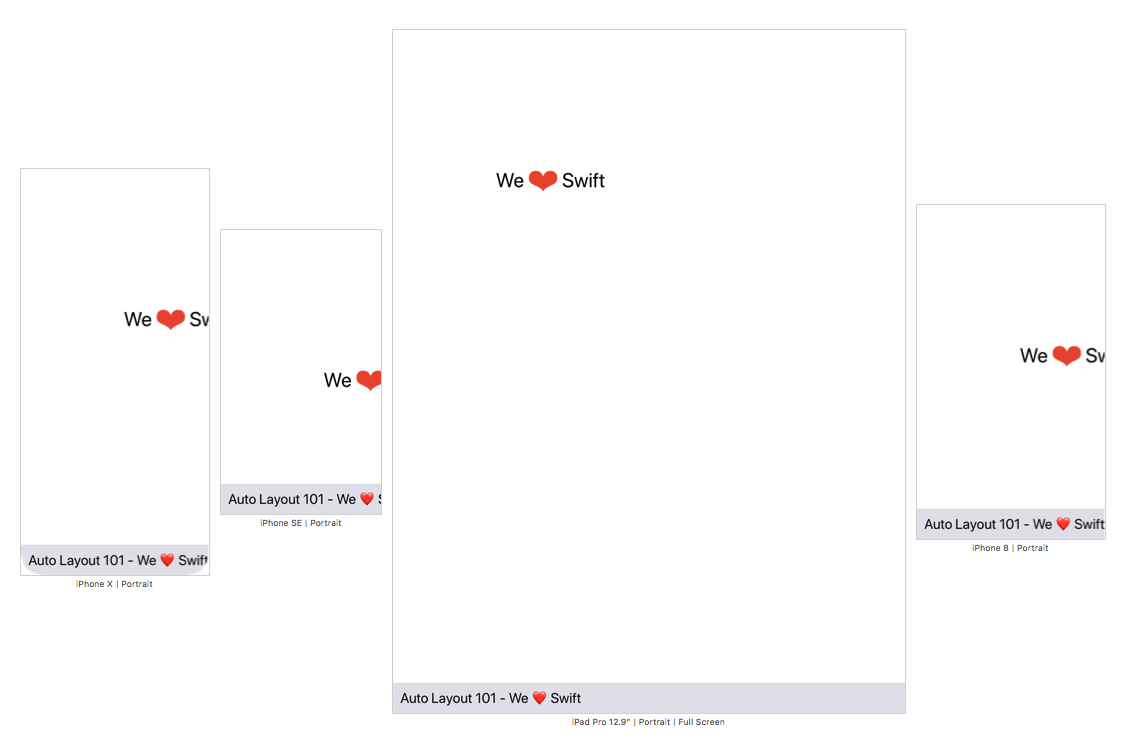 We ❤ Sw
Auto Layout 101 - We ❤️ Swift
iPhone X | Portrait
We ❤
Auto Layout 101 - We ❤️ S
iPhone SE | Portrait
We ❤ Swift
Auto Layout 101 - We ❤️ Swift
iPad Pro 12.9" | Portrait | Full Screen
We ❤ Sw
Auto Layout 101 - We ❤️ Swift
iPhone 8 | Portrait